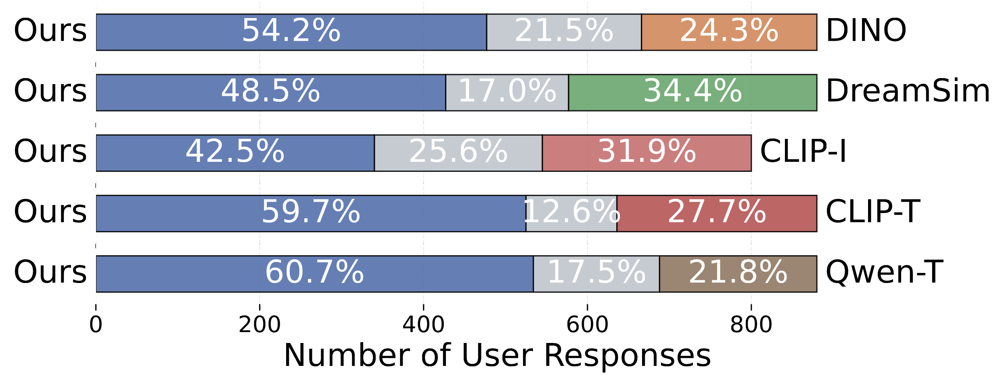 Ours 54.2% 21.5% 24.3% DINO
Ours 48.5% 17.0% 34.4% DreamSim
Ours 42.5% 25.6% 31.9% CLIP-I
Ours 59.7% 12.6% 27.7% CLIP-T
Ours 60.7% 17.5% 21.8% Qwen-T
0 200 400 600 800
Number of User Responses